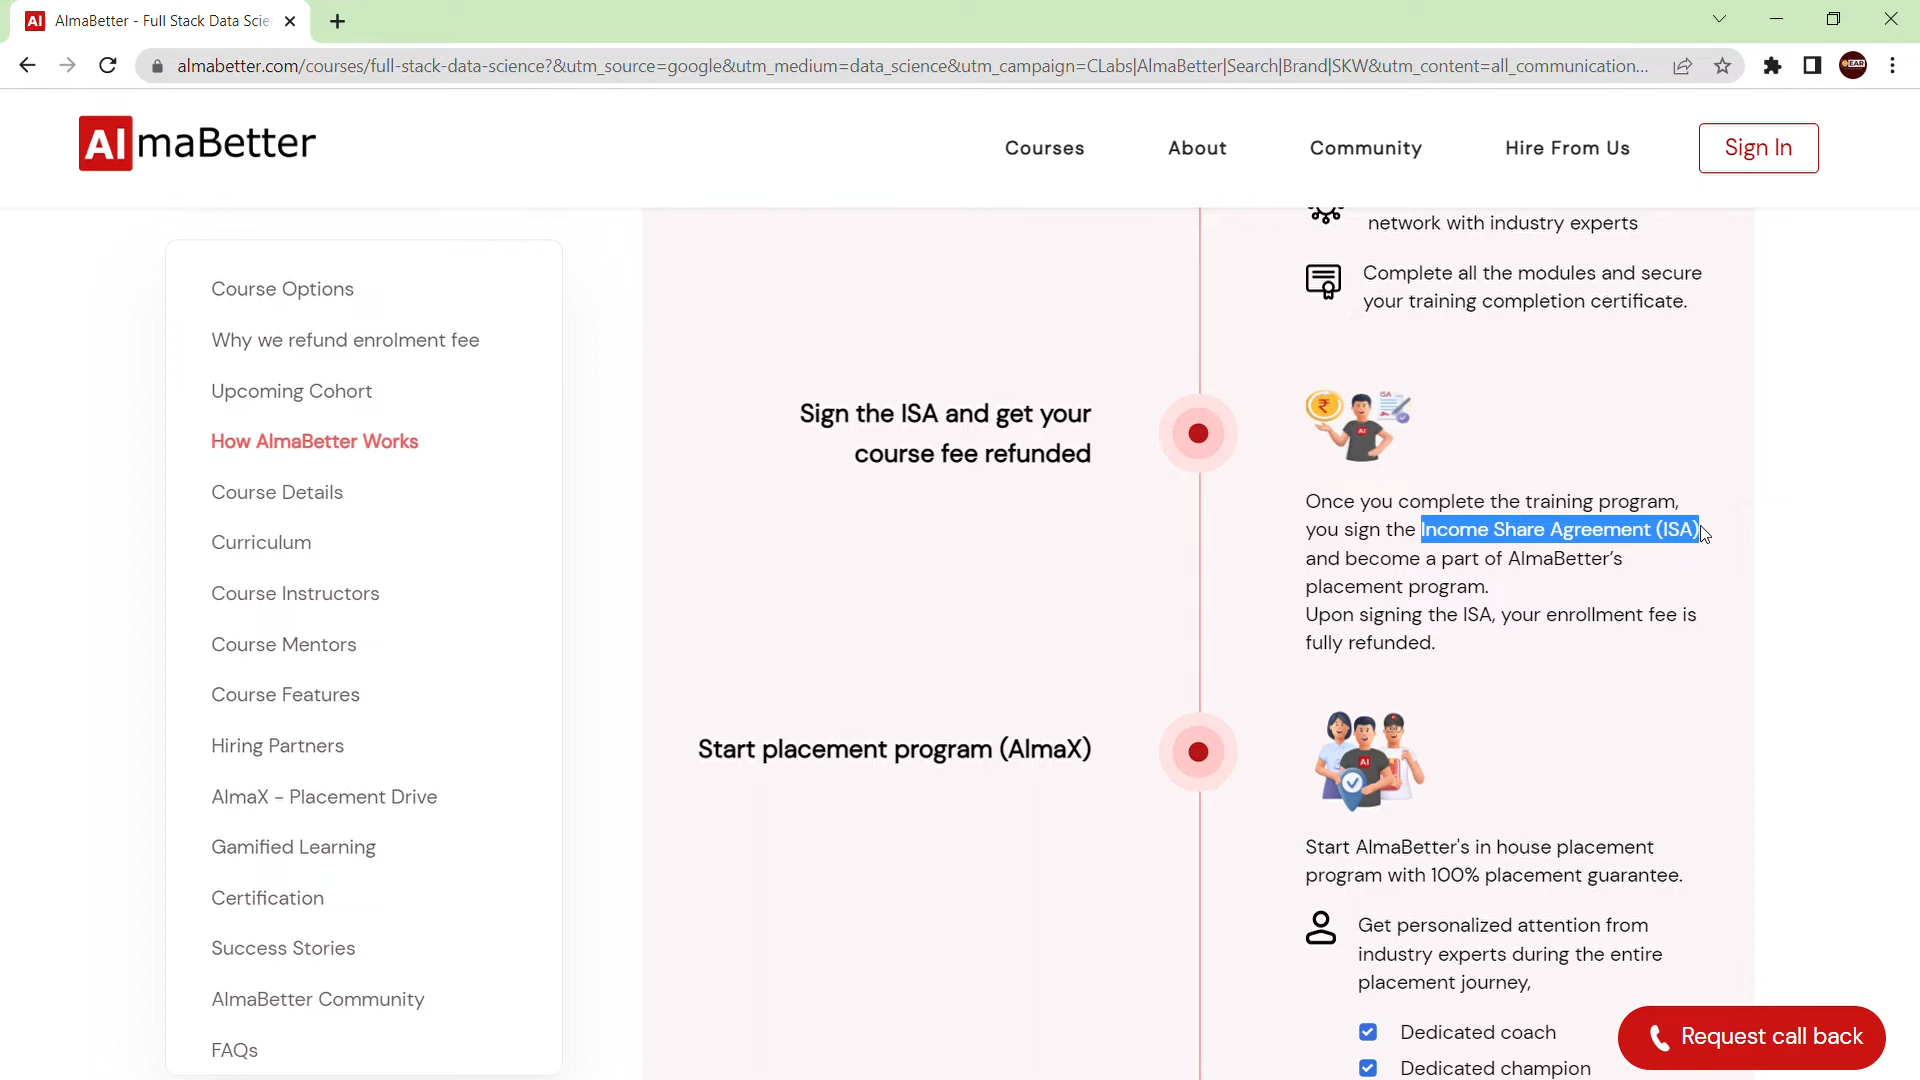 AlmaBetter - Full Stack Data Scie
almabetter.com/courses/full-stack-data-science?&utm_source=google&utm_medium=data_science&utm_campaign=CLabs|AlmaBetter|Search|Brand|SKW&utm_content=all_communication...
AlmaBetter
Courses
About
Community
Hire From Us
Sign In
Course Options
Why we refund enrolment fee
Upcoming Cohort
How AlmaBetter Works
Course Details
Curriculum
Course Instructors
Course Mentors
Course Features
Hiring Partners
AlmaX - Placement Drive
Gamified Learning
Certification
Success Stories
AlmaBetter Community
FAQs
network with industry experts
Complete all the modules and secure
your training completion certificate.
Sign the ISA and get your
course fee refunded
Once you complete the training program,
you sign the Income Share Agreement (ISA)
and become a part of AlmaBetter’s
placement program.
Upon signing the ISA, your enrollment fee is
fully refunded.
Start placement program (AlmaX)
Start AlmaBetter's in house placement
program with 100% placement guarantee.
Get personalized attention from
industry experts during the entire
placement journey,
Dedicated coach
Dedicated champion
Request call back